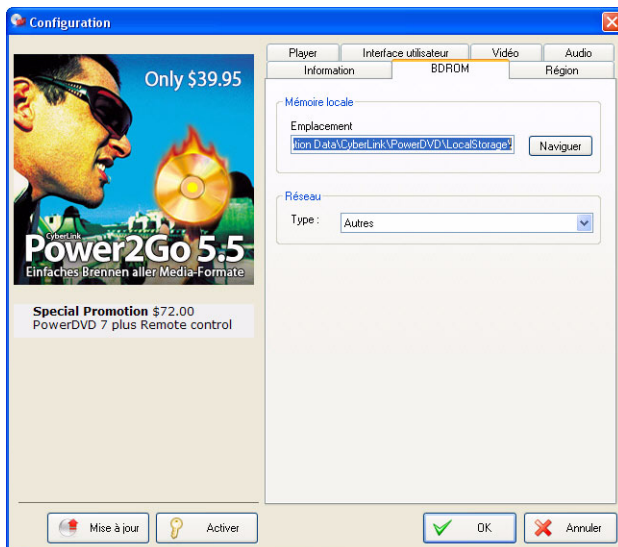 Configuration
Only $39.95
CyberLink
Power2Go 5.5
Einfaches Brennen aller Media-Formate
Special Promotion $72.00
PowerDVD 7 plus Remote control
Player
Interface utilisateur
Vidéo
Audio
Information
BDROM
Région
Mémoire locale
Emplacement
ation Data\CyberLink\PowerDVD\LocalStorage\
Naviguer
Réseau
Type :
Autres
Mise à jour
Activer
OK
Annuler